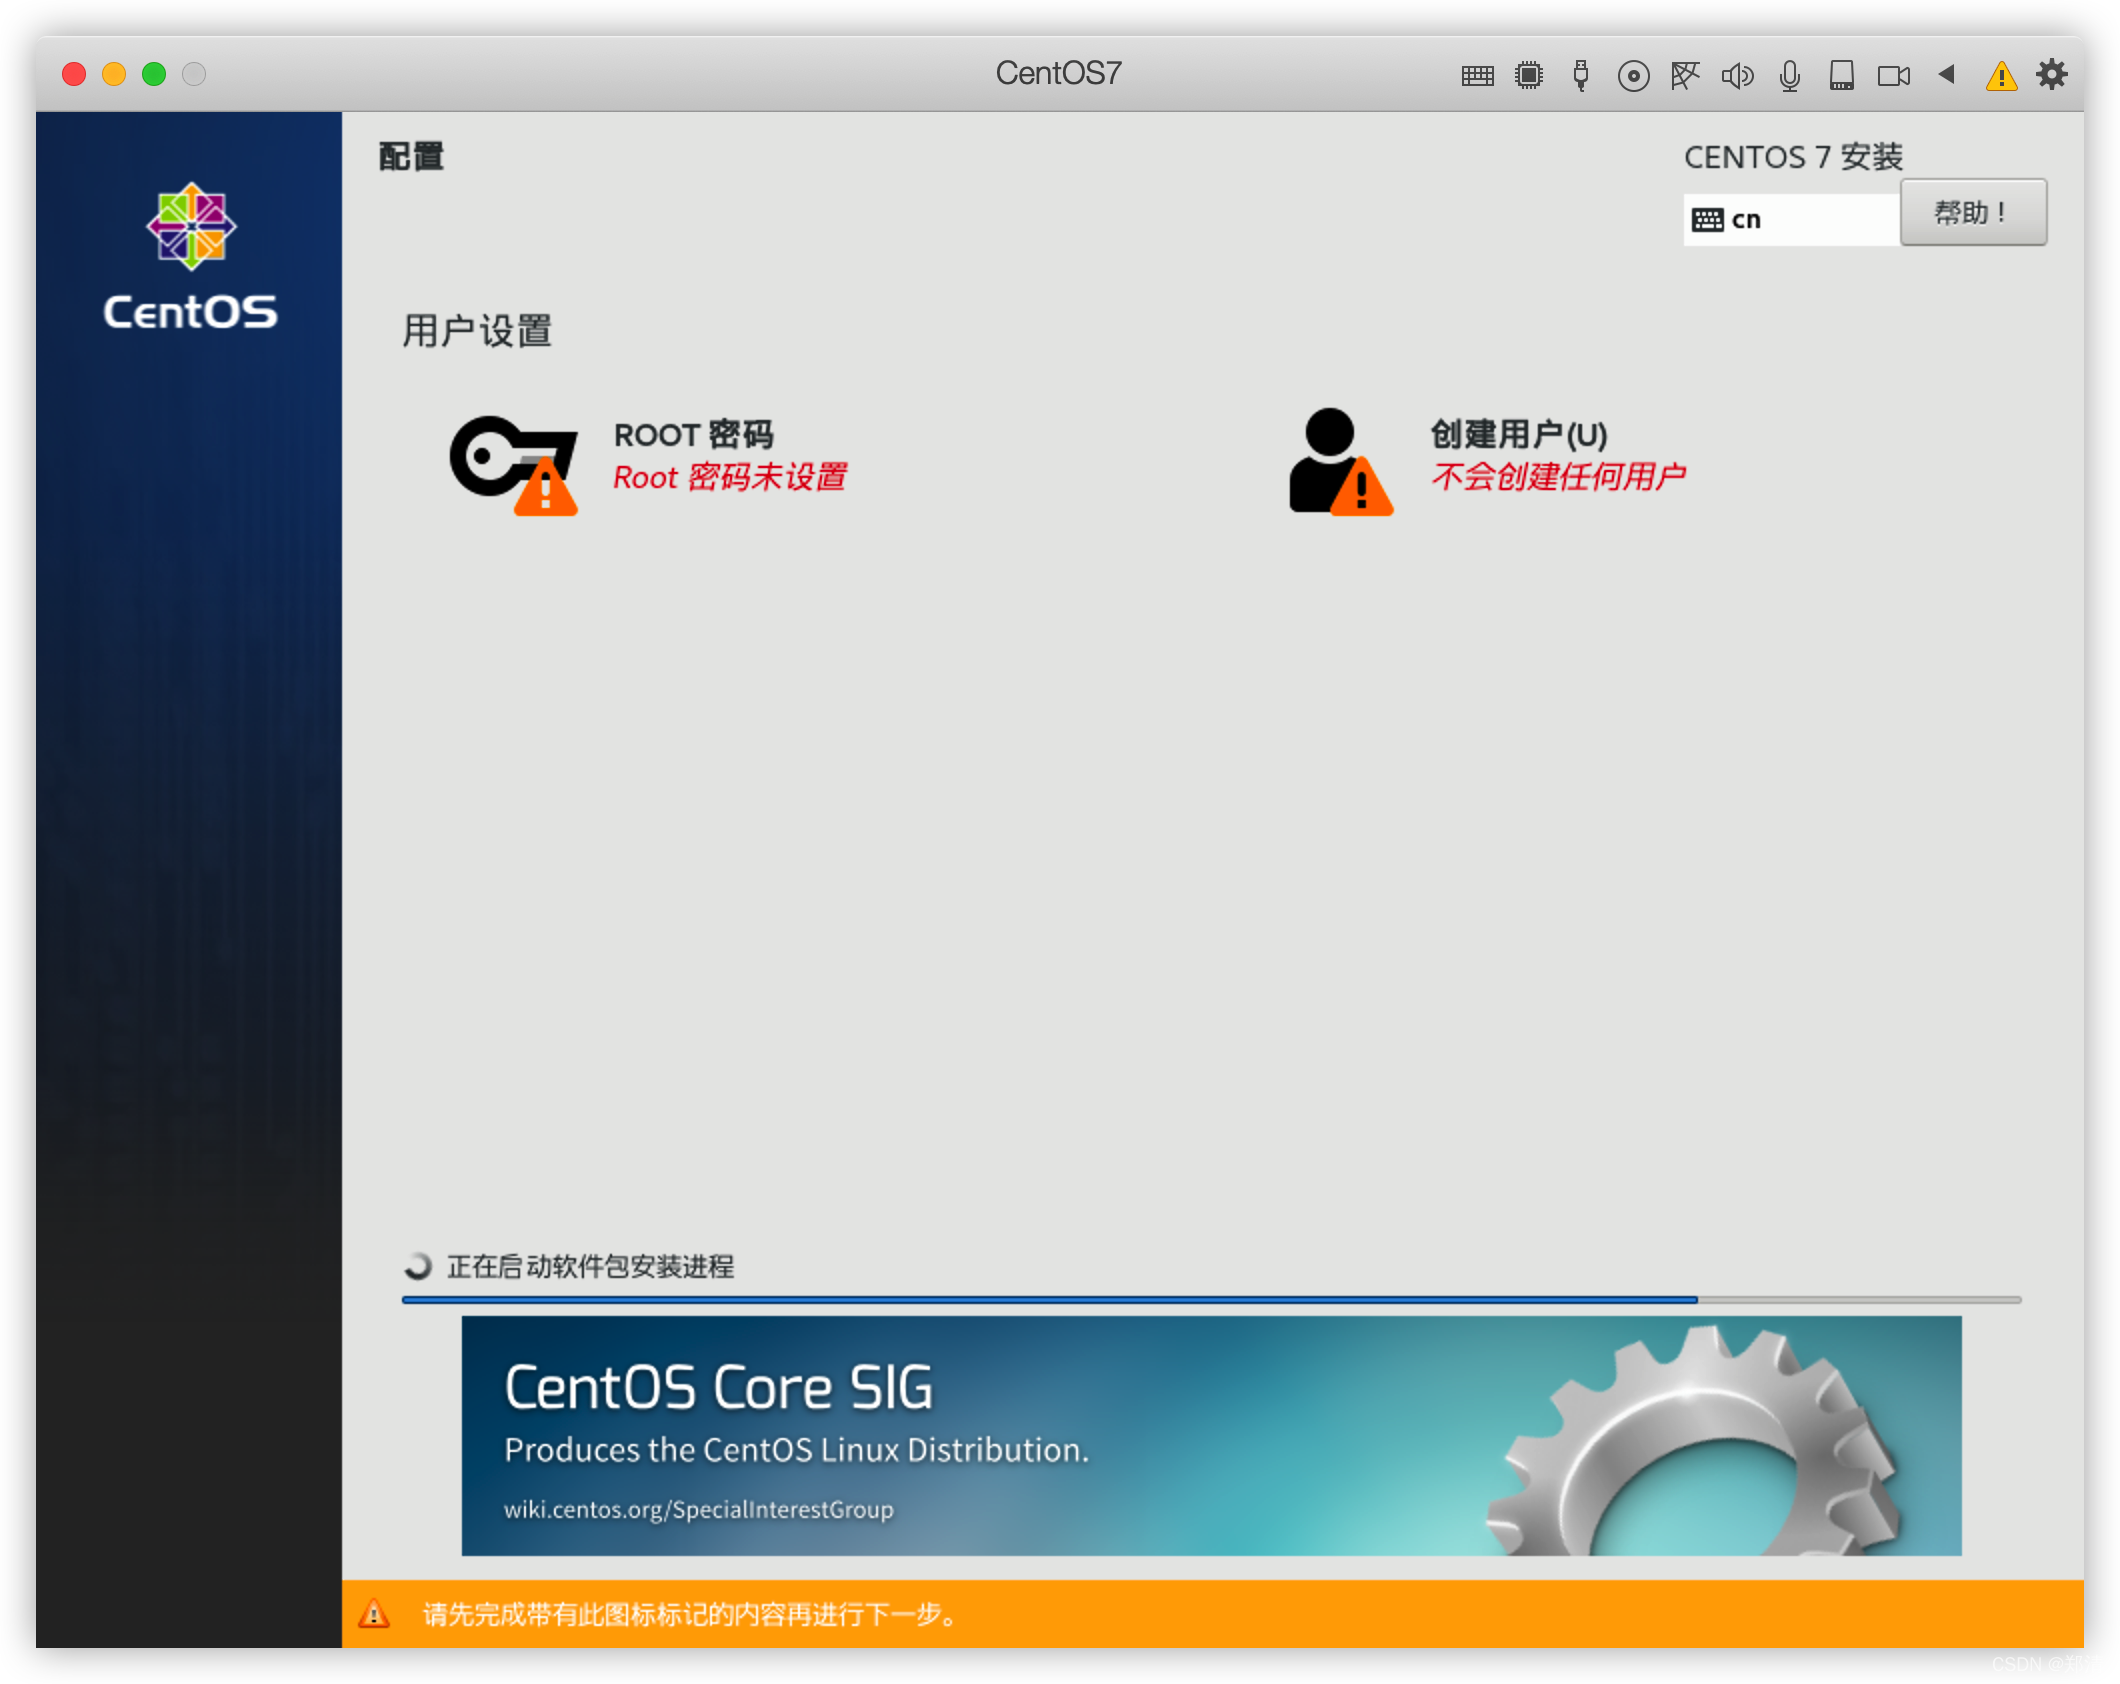 CentOS7
配置
CENTOS 7 安装
cn
帮助！
CentOS
用户设置
ROOT 密码
Root 密码未设置
创建用户(U)
不会创建任何用户
正在启动软件包安装进程
CentOS Core SIG
Produces the CentOS Linux Distribution.
wiki.centos.org/SpecialInterestGroup
请先完成带有此图标标记的内容再进行下一步。
CSDN